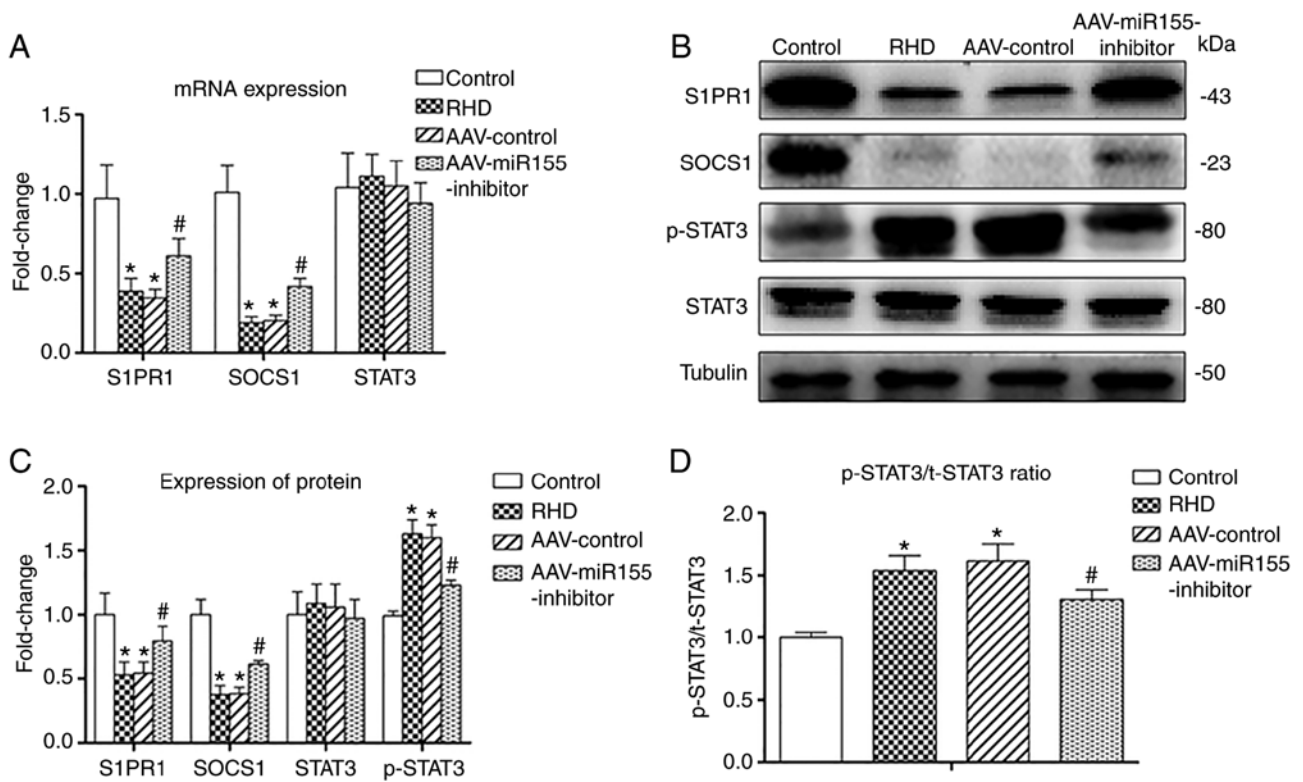 A
mRNA expression
Control
RHD
AAV-control
AAV-miR155
-inhibitor
Fold-change
1.5
1.0
0.5
0.0
* * #
* * #
S1PR1 SOCS1 STAT3
B
Control RHD AAV-control AAV-miR155-
inhibitor
kDa
S1PR1 -43
SOCS1 -23
p-STAT3 -80
STAT3 -80
Tubulin -50
C
Expression of protein
Control
RHD
AAV-control
AAV-miR155
-inhibitor
Fold-change
2.0
1.5
1.0
0.5
0.0
* * #
* * #
* * #
S1PR1 SOCS1 STAT3 p-STAT3
D
p-STAT3/t-STAT3 ratio
Control
RHD
AAV-control
AAV-miR155
-inhibitor
p-STAT3/t-STAT3
2.0
1.5
1.0
0.5
0.0
* * #